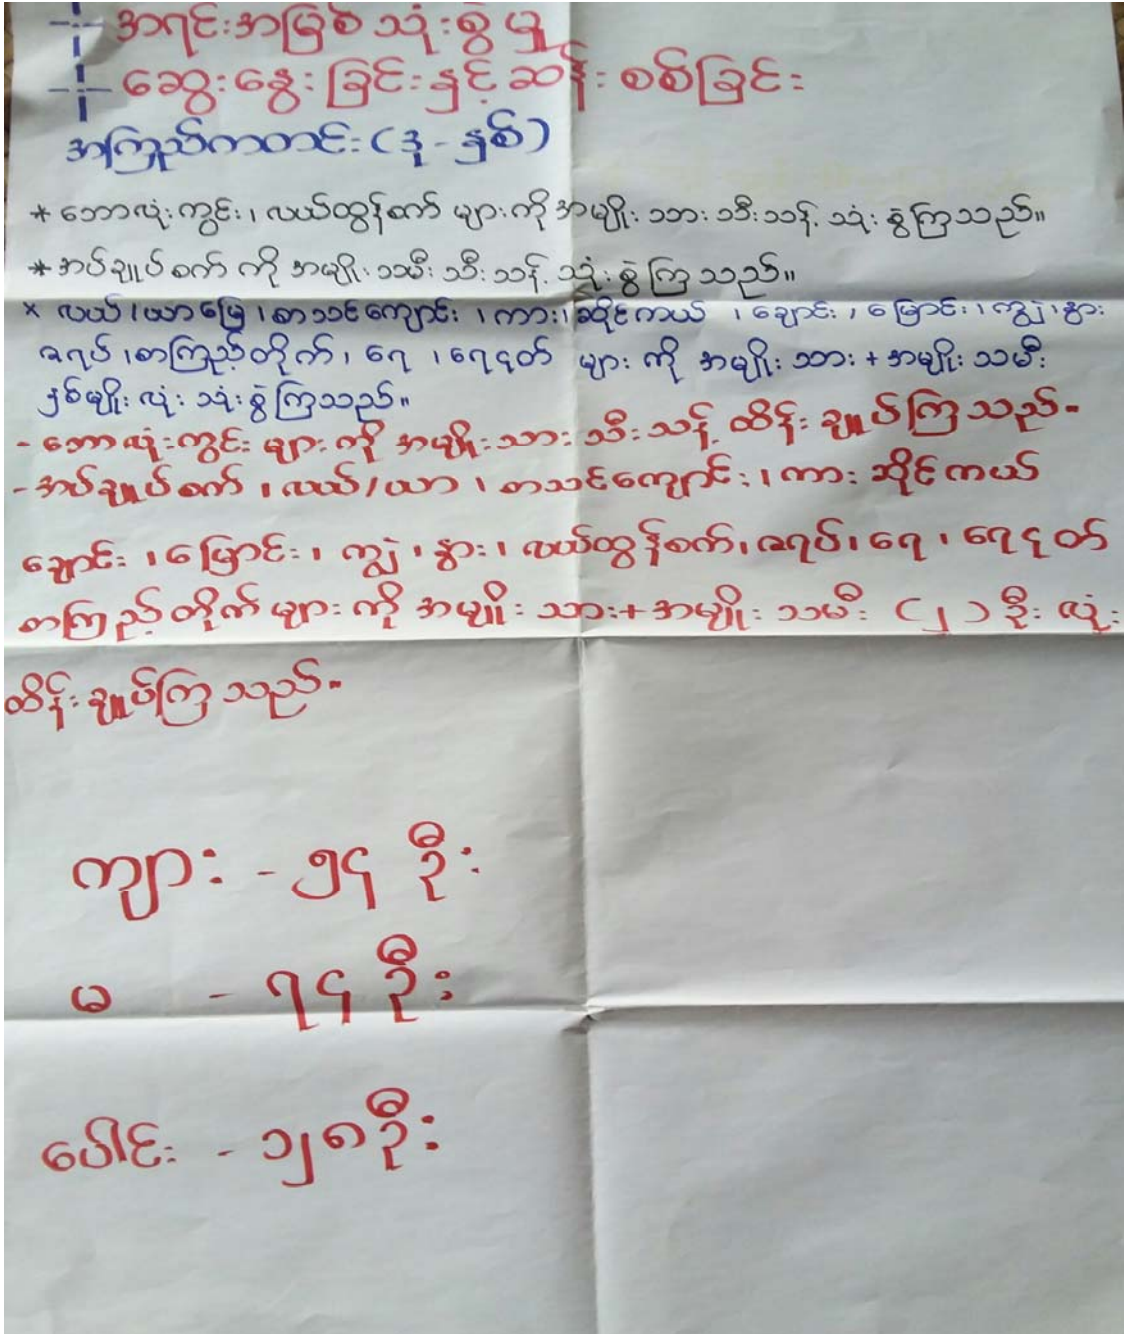 အရင်းအမြစ်သုံးစွဲမှု
ဆွေးနွေးခြင်းနှင့်ဆန်းစစ်ခြင်း
အကြည်ကတင်း(ဒု-နှစ်)
* ဘောလုံးကွင်း၊ လယ်ထွန်စက် များကို အမျိုးသားသီးသန့် သုံးစွဲကြသည်။
* အပ်ချုပ်စက် ကို အမျိုးသမီးသီးသန့် သုံးစွဲကြသည်။
× လယ်/ယာမြေ ၊ စာသင်ကျောင်း ၊ ကား၊ ဆိုင်ကယ် ၊ ချောင်း ၊ မြောင်း ၊ ကျွဲ၊ နွား
ဇရပ် ၊ စာကြည့်တိုက် ၊ ရေ ၊ ရေငုတ် များ ကို အမျိုးသား + အမျိုးသမီး
နှစ်မျိုးလုံး သုံးစွဲကြသည်။
- ဘောလုံးကွင်း များ ကို အမျိုးသား သီးသန့် ထိန်းချုပ်ကြသည်-
- အပ်ချုပ်စက် ၊ လယ်/ယာ ၊ စာသင်ကျောင်း ၊ ကား ဆိုင်ကယ်
ချောင်း ၊ မြောင်း ၊ ကျွဲ ၊ နွား ၊ လယ်ထွန်စက်၊ ဇရပ်၊ ရေ ၊ ရေငုတ်
စာကြည့်တိုက်များ ကို အမျိုးသား+အမျိုးသမီး (၂) ဦးလုံး
ထိန်းချုပ်ကြသည်-
ကျား - ၅၄ ဦး
မ - ၇၄ ဦး
ပေါင်း - ၁၂၈ ဦး